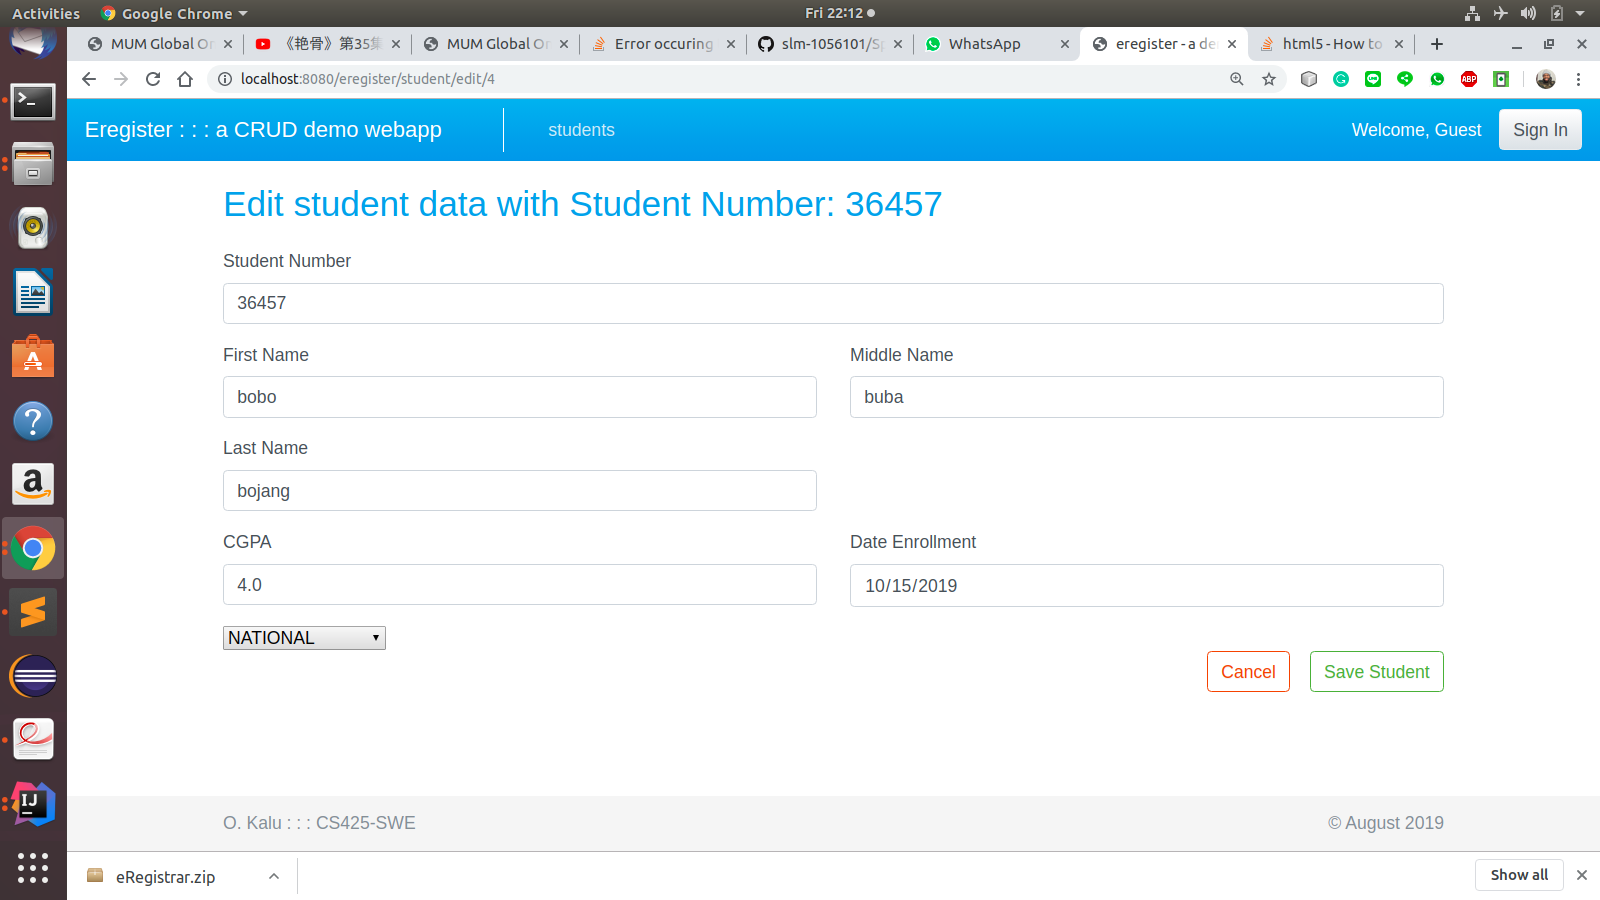 Activities Google Chrome Fri 22:12
MUM Global Or 《艳骨》第35集 MUM Global Or Error occuring slm-1056101/Sp WhatsApp eregister - a de html5 - How to
localhost:8080/eregister/student/edit/4 ABP
Eregister : : : a CRUD demo webapp students Welcome, Guest Sign In
Edit student data with Student Number: 36457
Student Number
36457
First Name Middle Name
bobo buba
Last Name
bojang
CGPA Date Enrollment
4.0 10/15/2019
NATIONAL
Cancel Save Student
O. Kalu : : : CS425-SWE © August 2019
eRegistrar.zip Show all